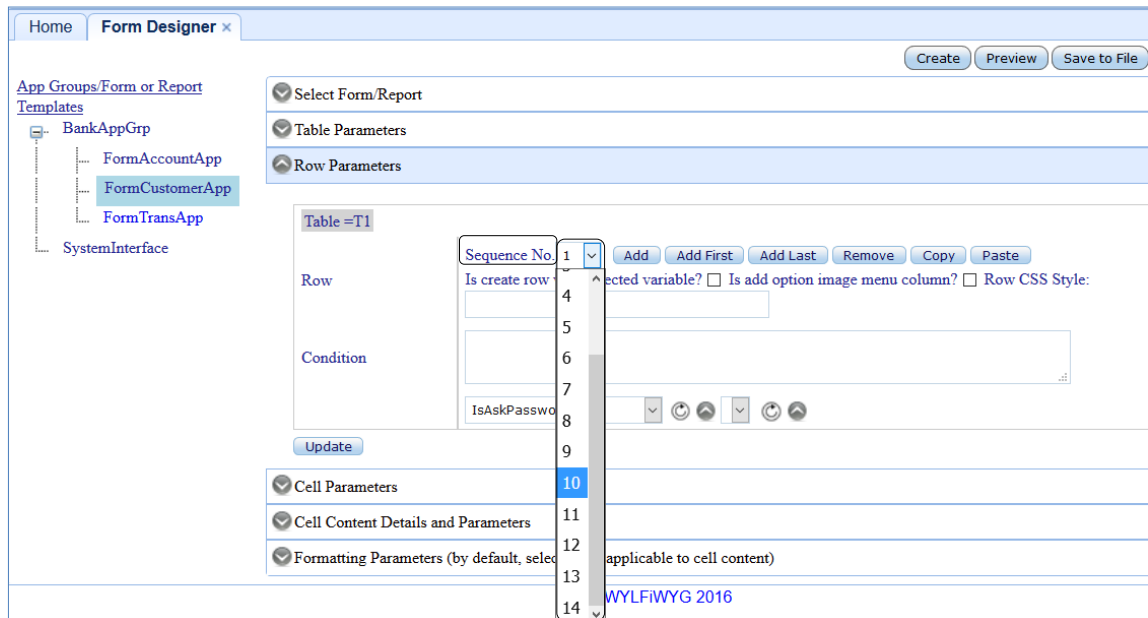 Home
Form Designer ×
Create Preview Save to File
App Groups/Form or Report
Templates
BankAppGrp
FormAccountApp
FormCustomerApp
FormTransApp
SystemInterface
Select Form/Report
Table Parameters
Row Parameters
Table =T1
Row
Sequence No. 1 Add Add First Add Last Remove Copy Paste
Is create row ected variable? Is add option image menu column? Row CSS Style:
4
5
6
7
8
9
10
11
12
13
14
Condition
IsAskPasswo
Update
Cell Parameters
Cell Content Details and Parameters
Formatting Parameters (by default, selec applicable to cell content)
WYLFiWYG 2016